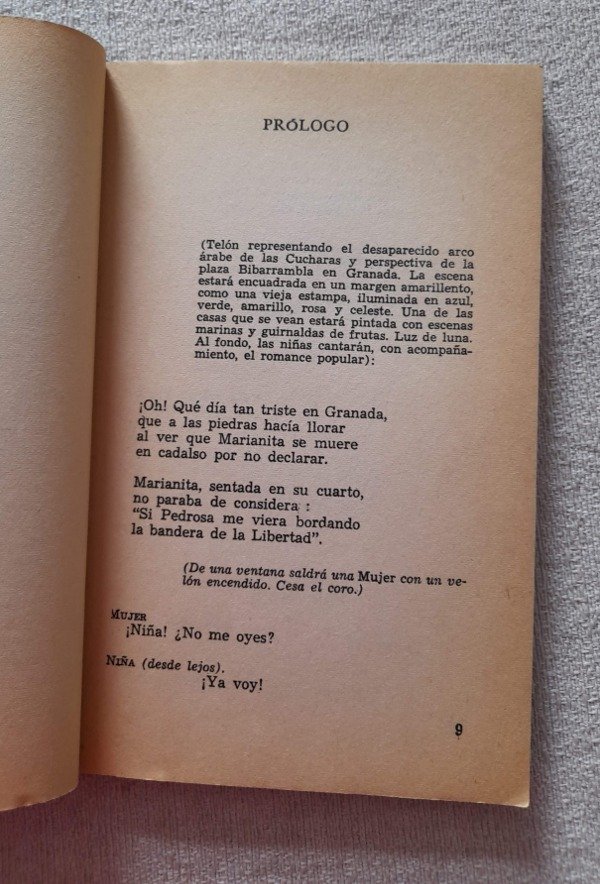 PRÓLOGO
(Telón representando el desaparecido arco
árabe de las Cucharas y perspectiva de la
plaza Bibarrambla en Granada. La escena
estará encuadrada en un margen amarillento,
como una vieja estampa, iluminada en azul,
verde, amarillo, rosa y celeste. Una de las
casas que se vean estará pintada con escenas
marinas y guirnaldas de frutas. Luz de luna.
Al fondo, las niñas cantarán, con acompaña-
miento, el romance popular):
¡Oh! Qué día tan triste en Granada,
que a las piedras hacía llorar
al ver que Marianita se muere
en cadalso por no declarar.
Marianita, sentada en su cuarto,
no paraba de considera :
"Si Pedrosa me viera bordando
la bandera de la Libertad".
(De una ventana saldrá una Mujer con un ve-
lón encendido. Cesa el coro.)
MUJER
¡Niña! ¿No me oyes?
NIÑA (desde lejos).
¡Ya voy!
9